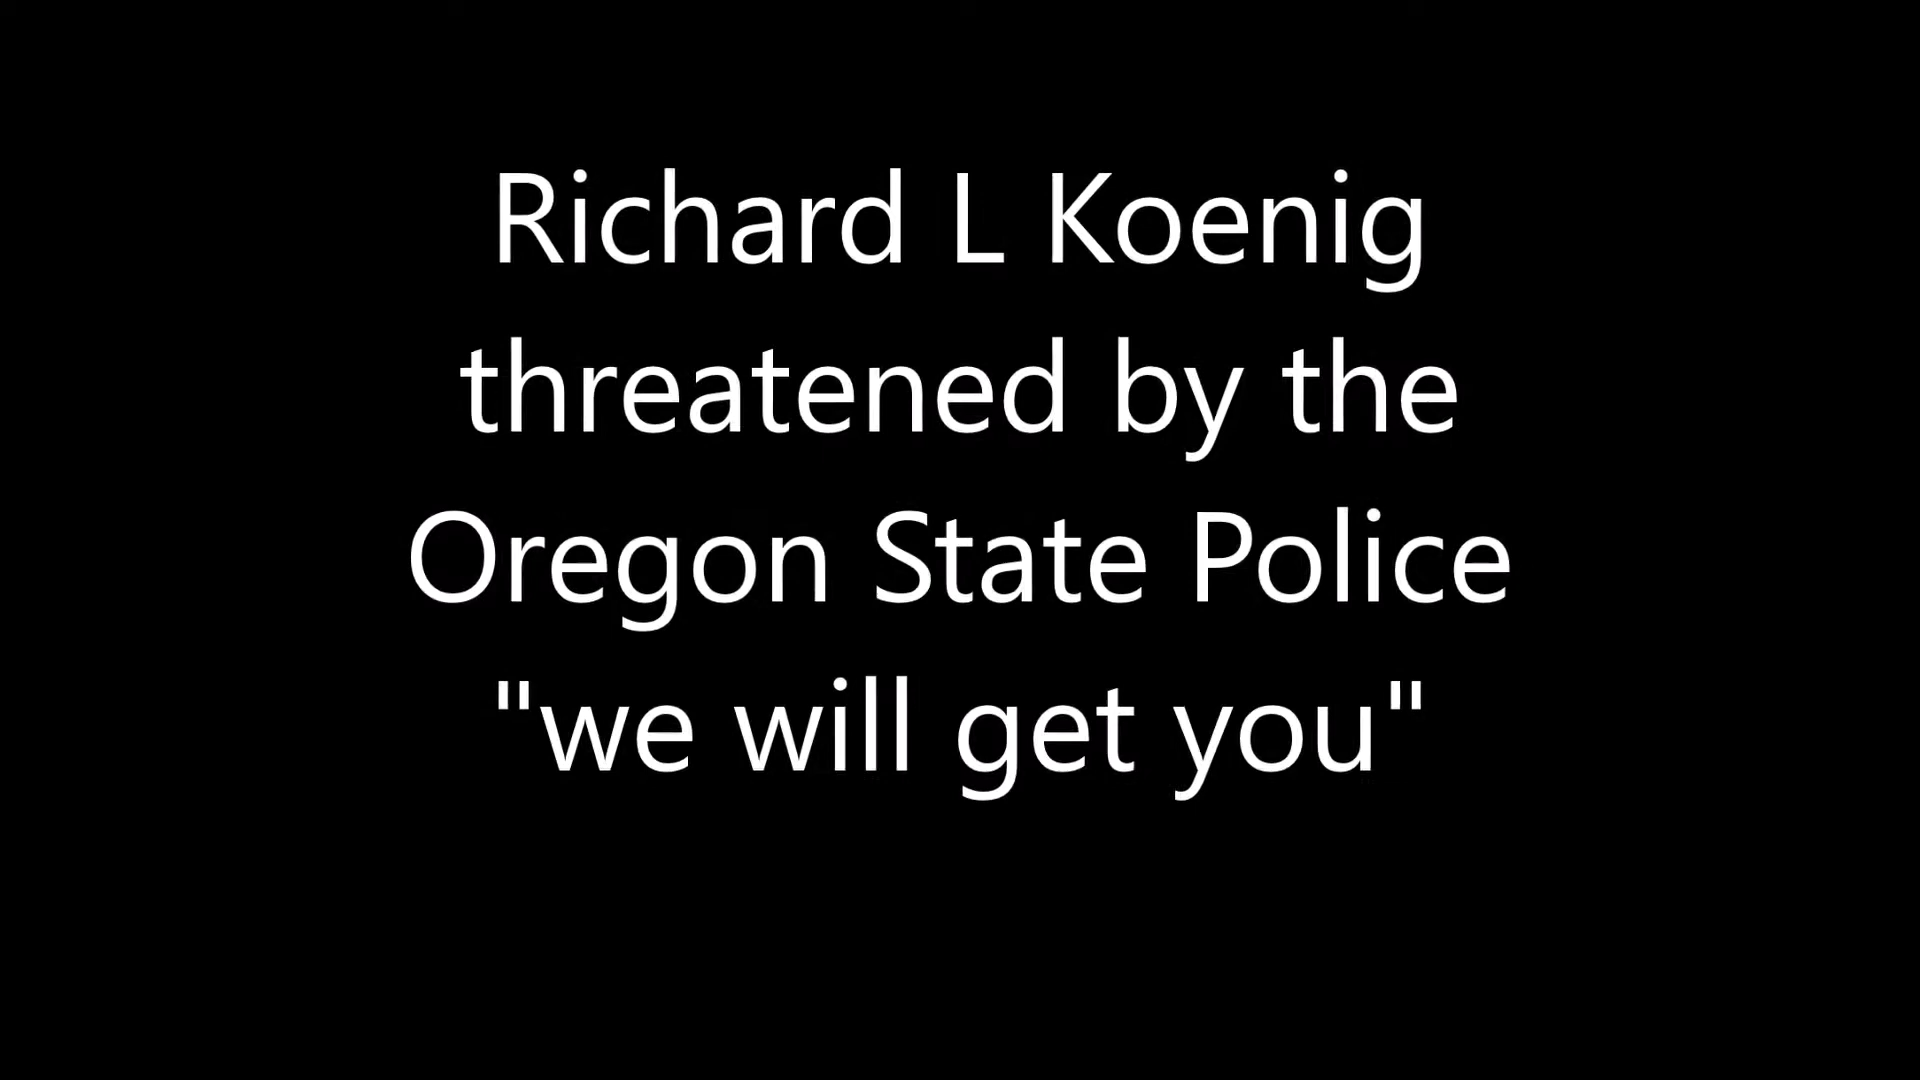 Richard L Koenig
threatened by the
Oregon State Police
"we will get you"